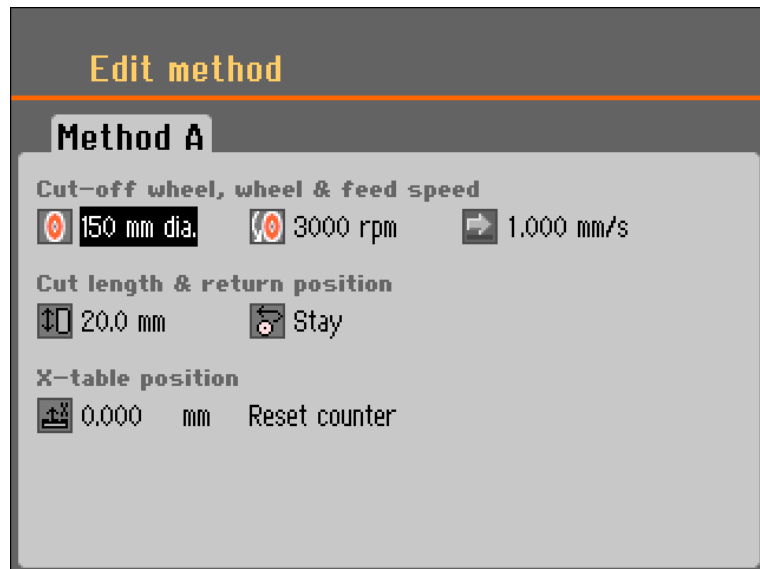 Edit method
Method A
Cut-off wheel, wheel & feed speed
150 mm dia. 3000 rpm 1.000 mm/s
Cut length & return position
20.0 mm Stay
X-table position
X 0.000 mm Reset counter